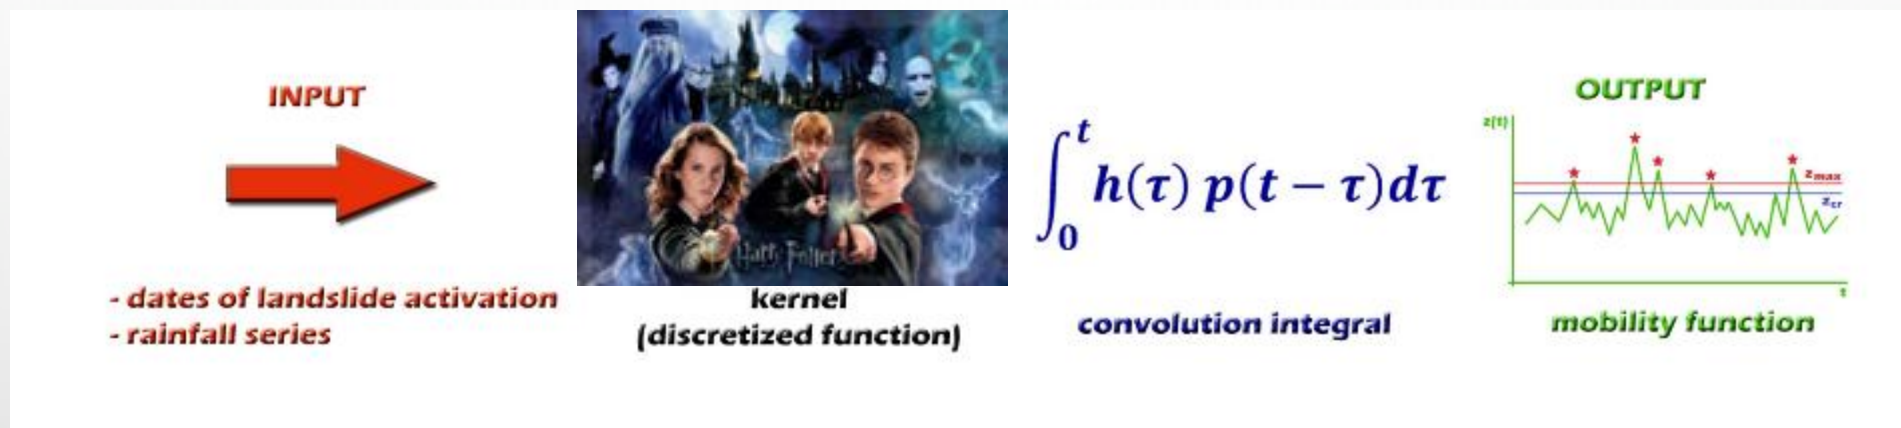 INPUT
- dates of landslide activation
- rainfall series
Harry Potter
kernel
(discretized function)
∫₀ᵗ h(τ) p(t − τ)dτ
convolution integral
OUTPUT
z(t)
z_max
z_cr
t
mobility function